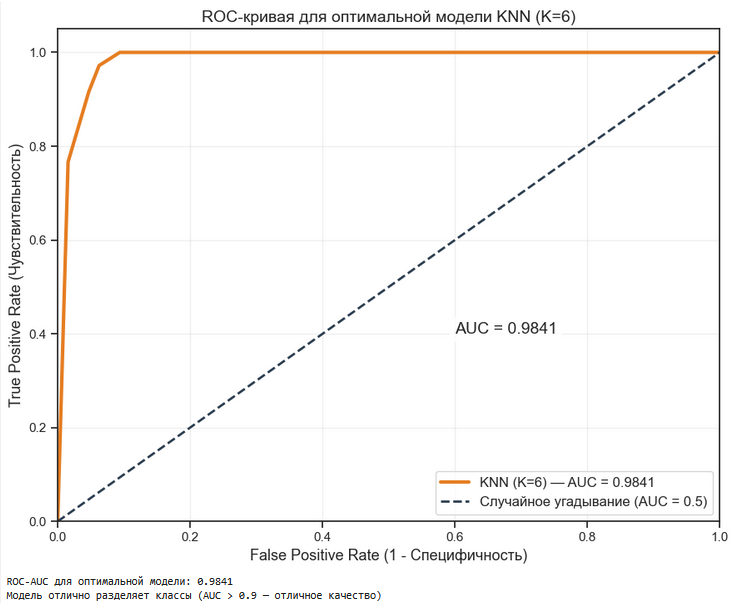 ROC-кривая для оптимальной модели KNN (K=6)
1.0
0.8
0.6
0.4
0.2
0.0
True Positive Rate (Чувствительность)
AUC = 0.9841
KNN (K=6) — AUC = 0.9841
Случайное угадывание (AUC = 0.5)
0.0 0.2 0.4 0.6 0.8 1.0
False Positive Rate (1 - Специфичность)
ROC-AUC для оптимальной модели: 0.9841
Модель отлично разделяет классы (AUC > 0.9 — отличное качество)